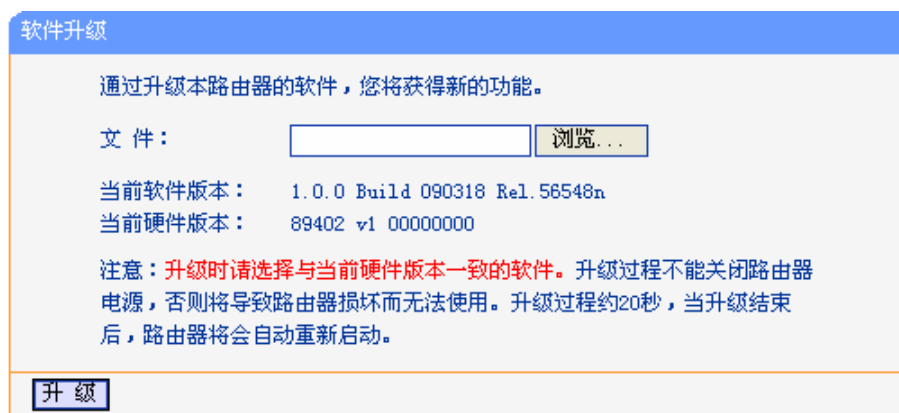 软件升级
通过升级本路由器的软件，您将获得新的功能。
文 件： 浏览...
当前软件版本： 1.0.0 Build 090318 Rel.56548n
当前硬件版本： 89402 v1 00000000
注意：升级时请选择与当前硬件版本一致的软件。升级过程不能关闭路由器
电源，否则将导致路由器损坏而无法使用。升级过程约20秒，当升级结束
后，路由器将会自动重新启动。
升 级